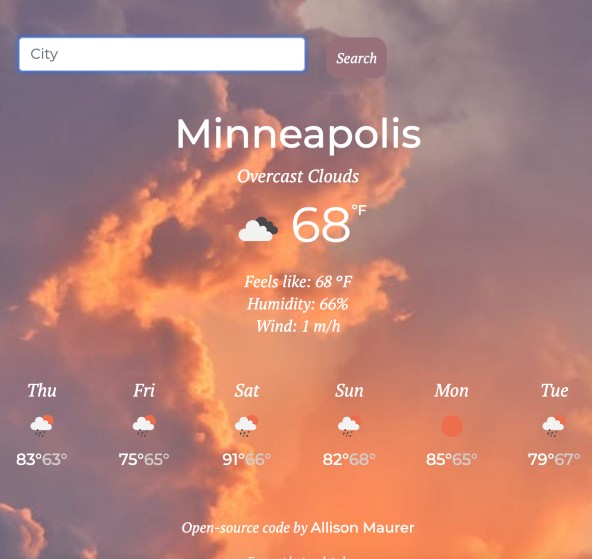 City
Search
Minneapolis
Overcast Clouds
68°F
Feels like: 68 ºF
Humidity: 66%
Wind: 1 m/h
Thu Fri Sat Sun Mon Tue
83°63° 75°65° 91°66° 82°68° 85°65° 79°67°
Open-source code by Allison Maurer